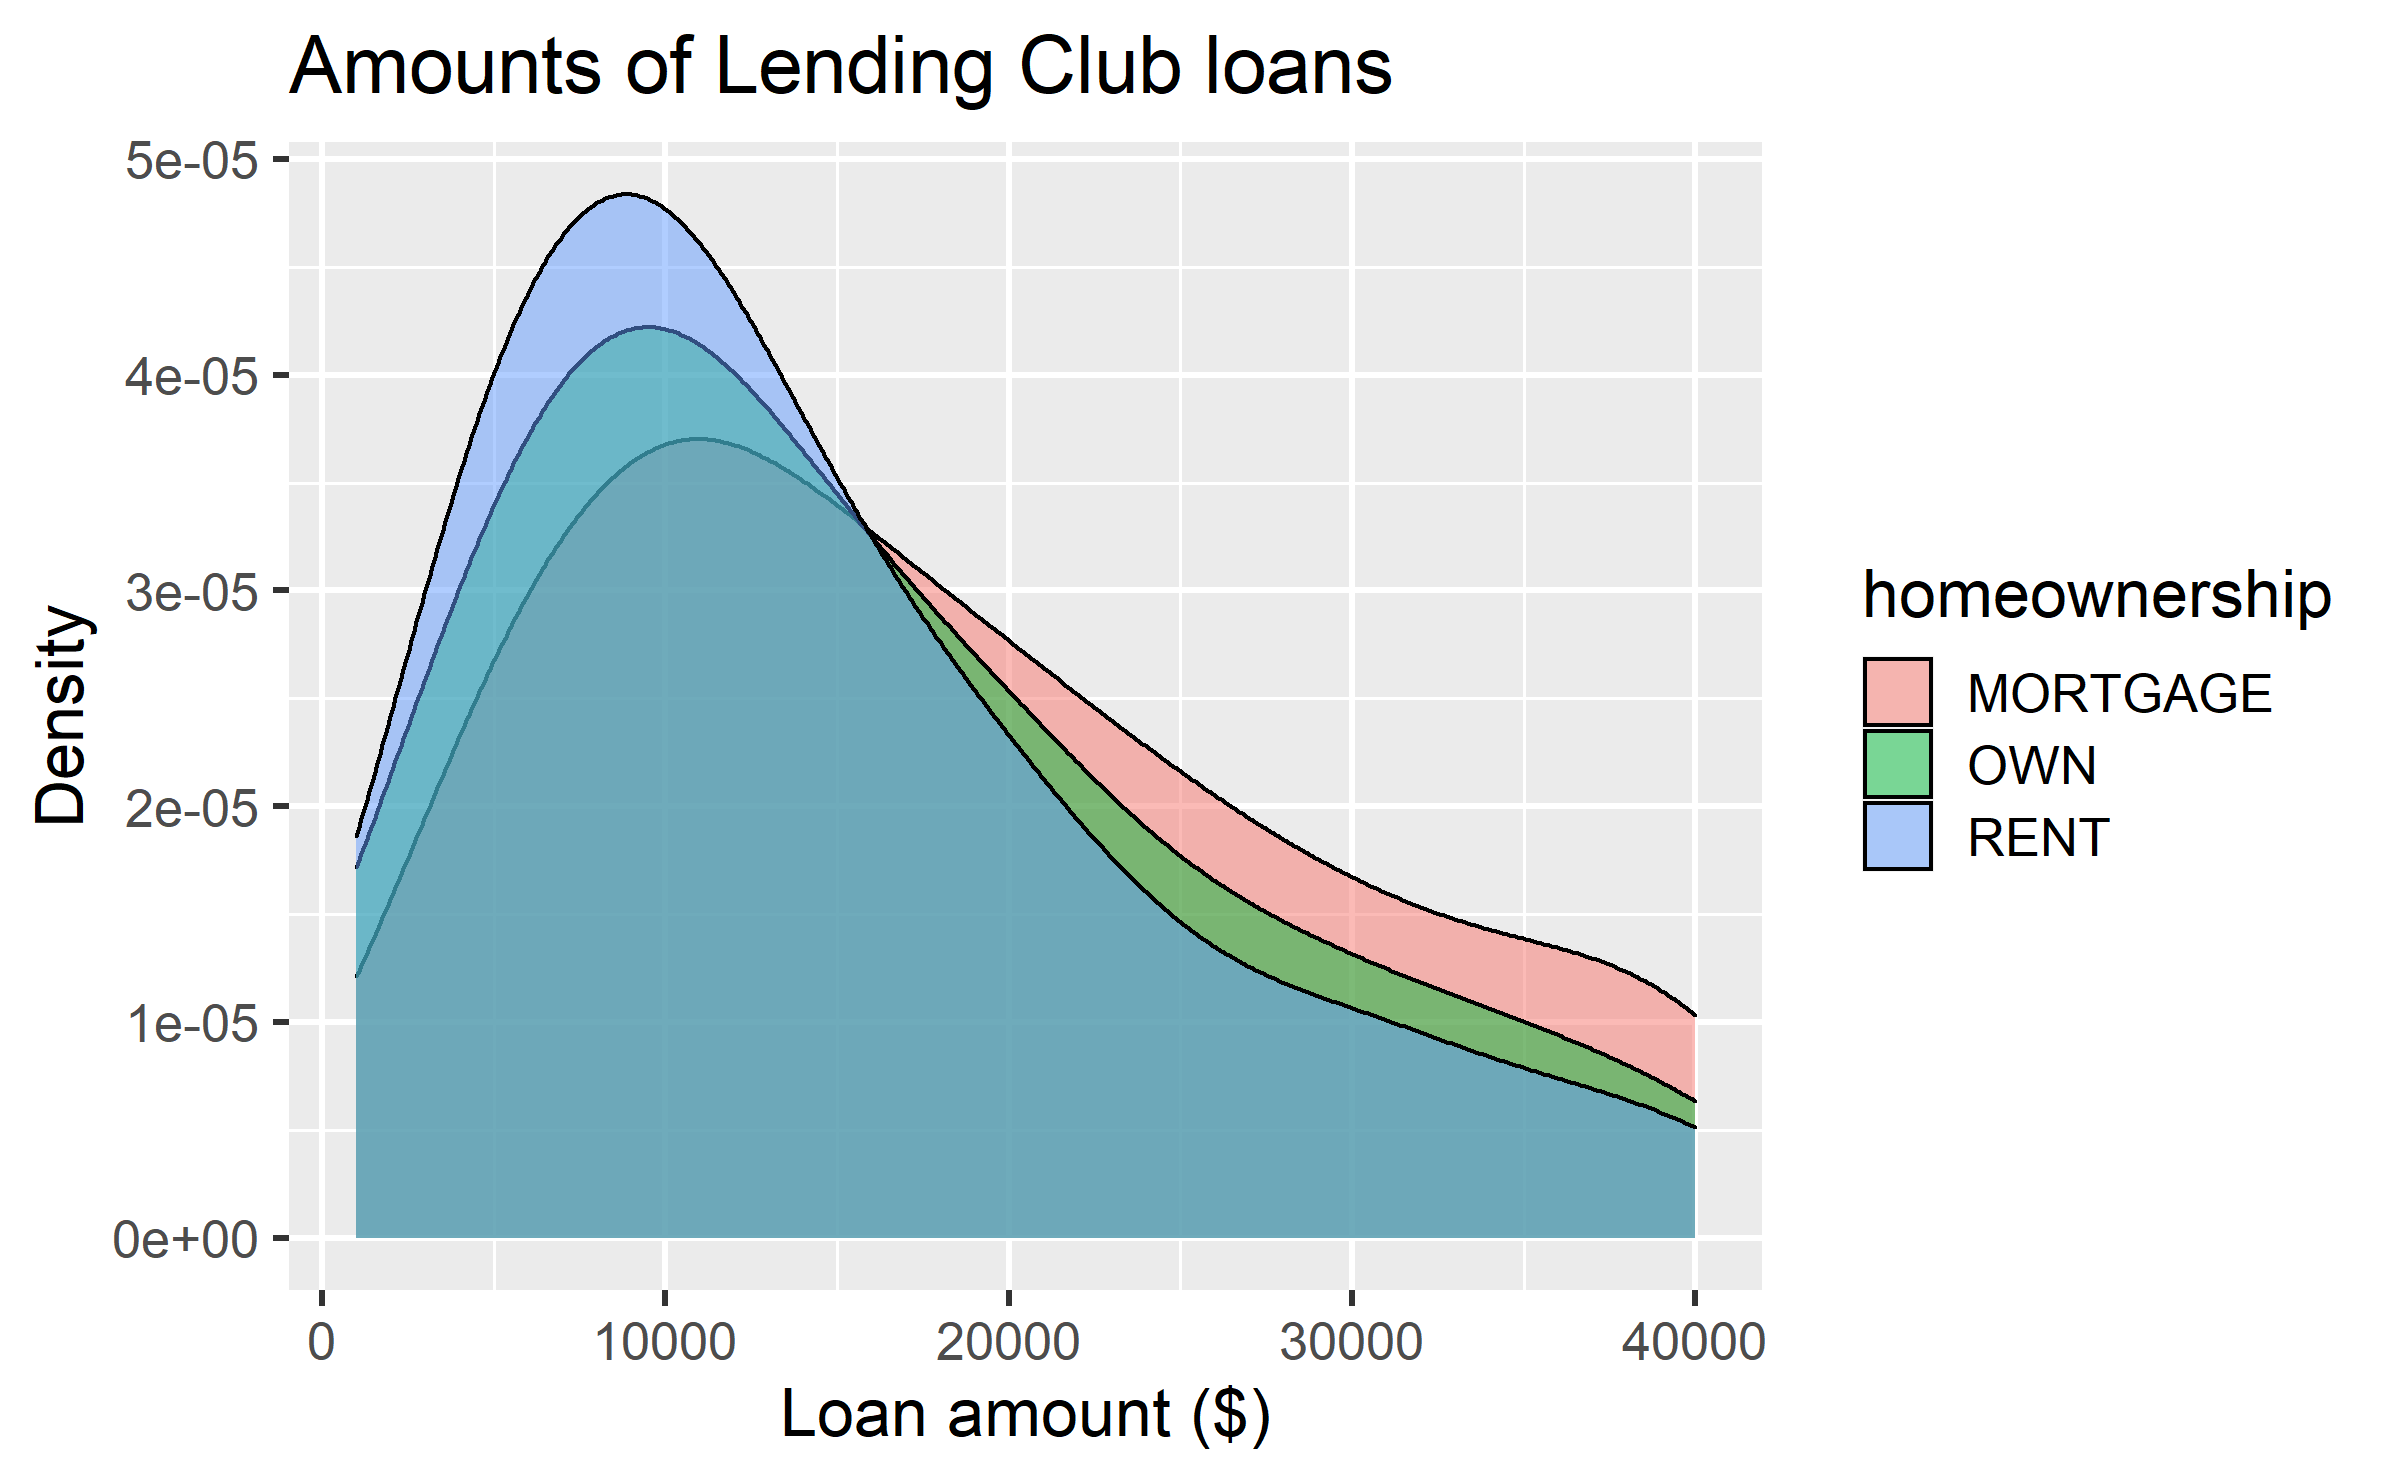 Amounts of Lending Club loans
5e-05
4e-05
3e-05
2e-05
1e-05
0e+00
Density
0 10000 20000 30000 40000
Loan amount ($)
homeownership
MORTGAGE
OWN
RENT